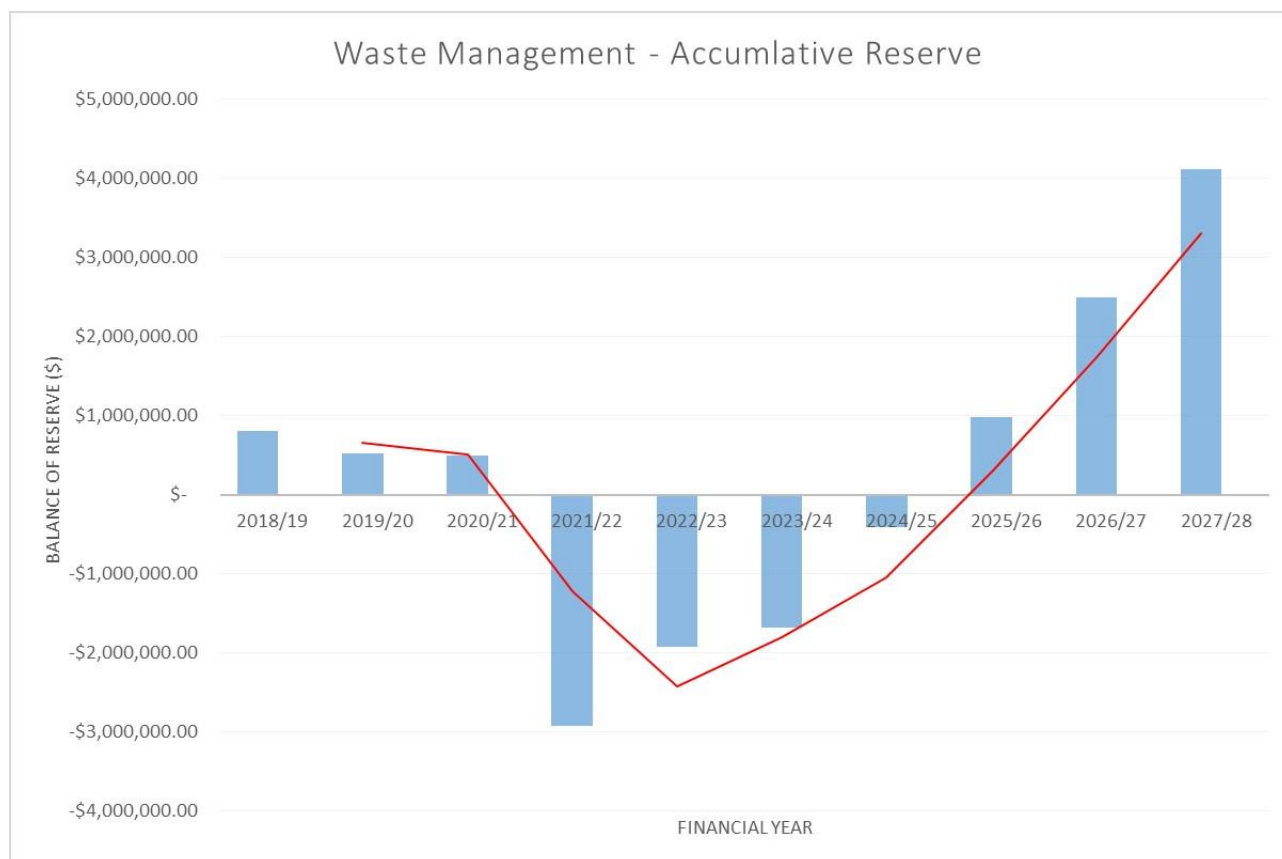 Waste Management - Accumlative Reserve
$5,000,000.00
$4,000,000.00
$3,000,000.00
$2,000,000.00
$1,000,000.00
$-
-$1,000,000.00
-$2,000,000.00
-$3,000,000.00
-$4,000,000.00
BALANCE OF RESERVE ($)
2018/19 2019/20 2020/21 2021/22 2022/23 2023/24 2024/25 2025/26 2026/27 2027/28
FINANCIAL YEAR